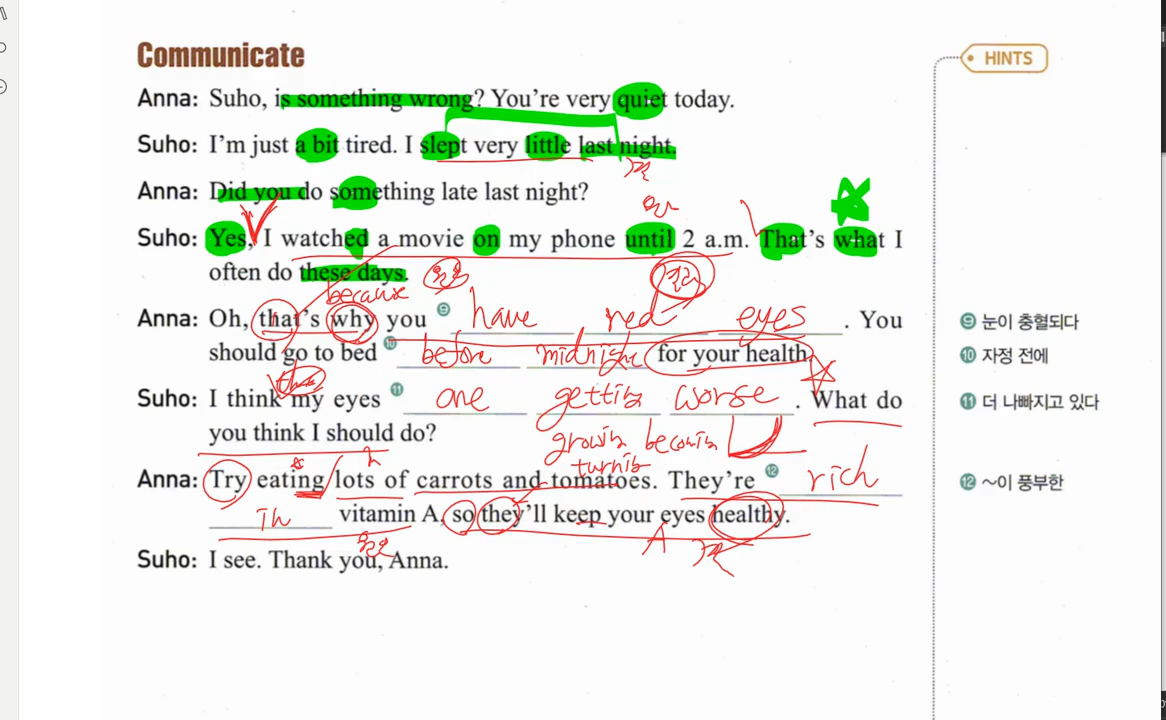 Communicate
HINTS
Anna: Suho, is something wrong? You're very quiet today.
Suho: I'm just a bit tired. I slept very little last night.
Anna: Did you do something late last night?
Suho: Yes, I watched a movie on my phone until 2 a.m. That's what I
often do these days.
because
Anna: Oh, that's why you ⑨ have red eyes. You
⑨ 눈이 충혈되다
should go to bed ⑩ before midnight for your health
⑩ 자정 전에
Suho: I think my eyes ⑪ one getting worse. What do
⑪ 더 나빠지고 있다
you think I should do?
growin becomin
turnin
Anna: Try eating lots of carrots and tomatoes. They're ⑫ rich
⑫ ~이 풍부한
in vitamin A, so they'll keep your eyes healthy.
Suho: I see. Thank you, Anna.